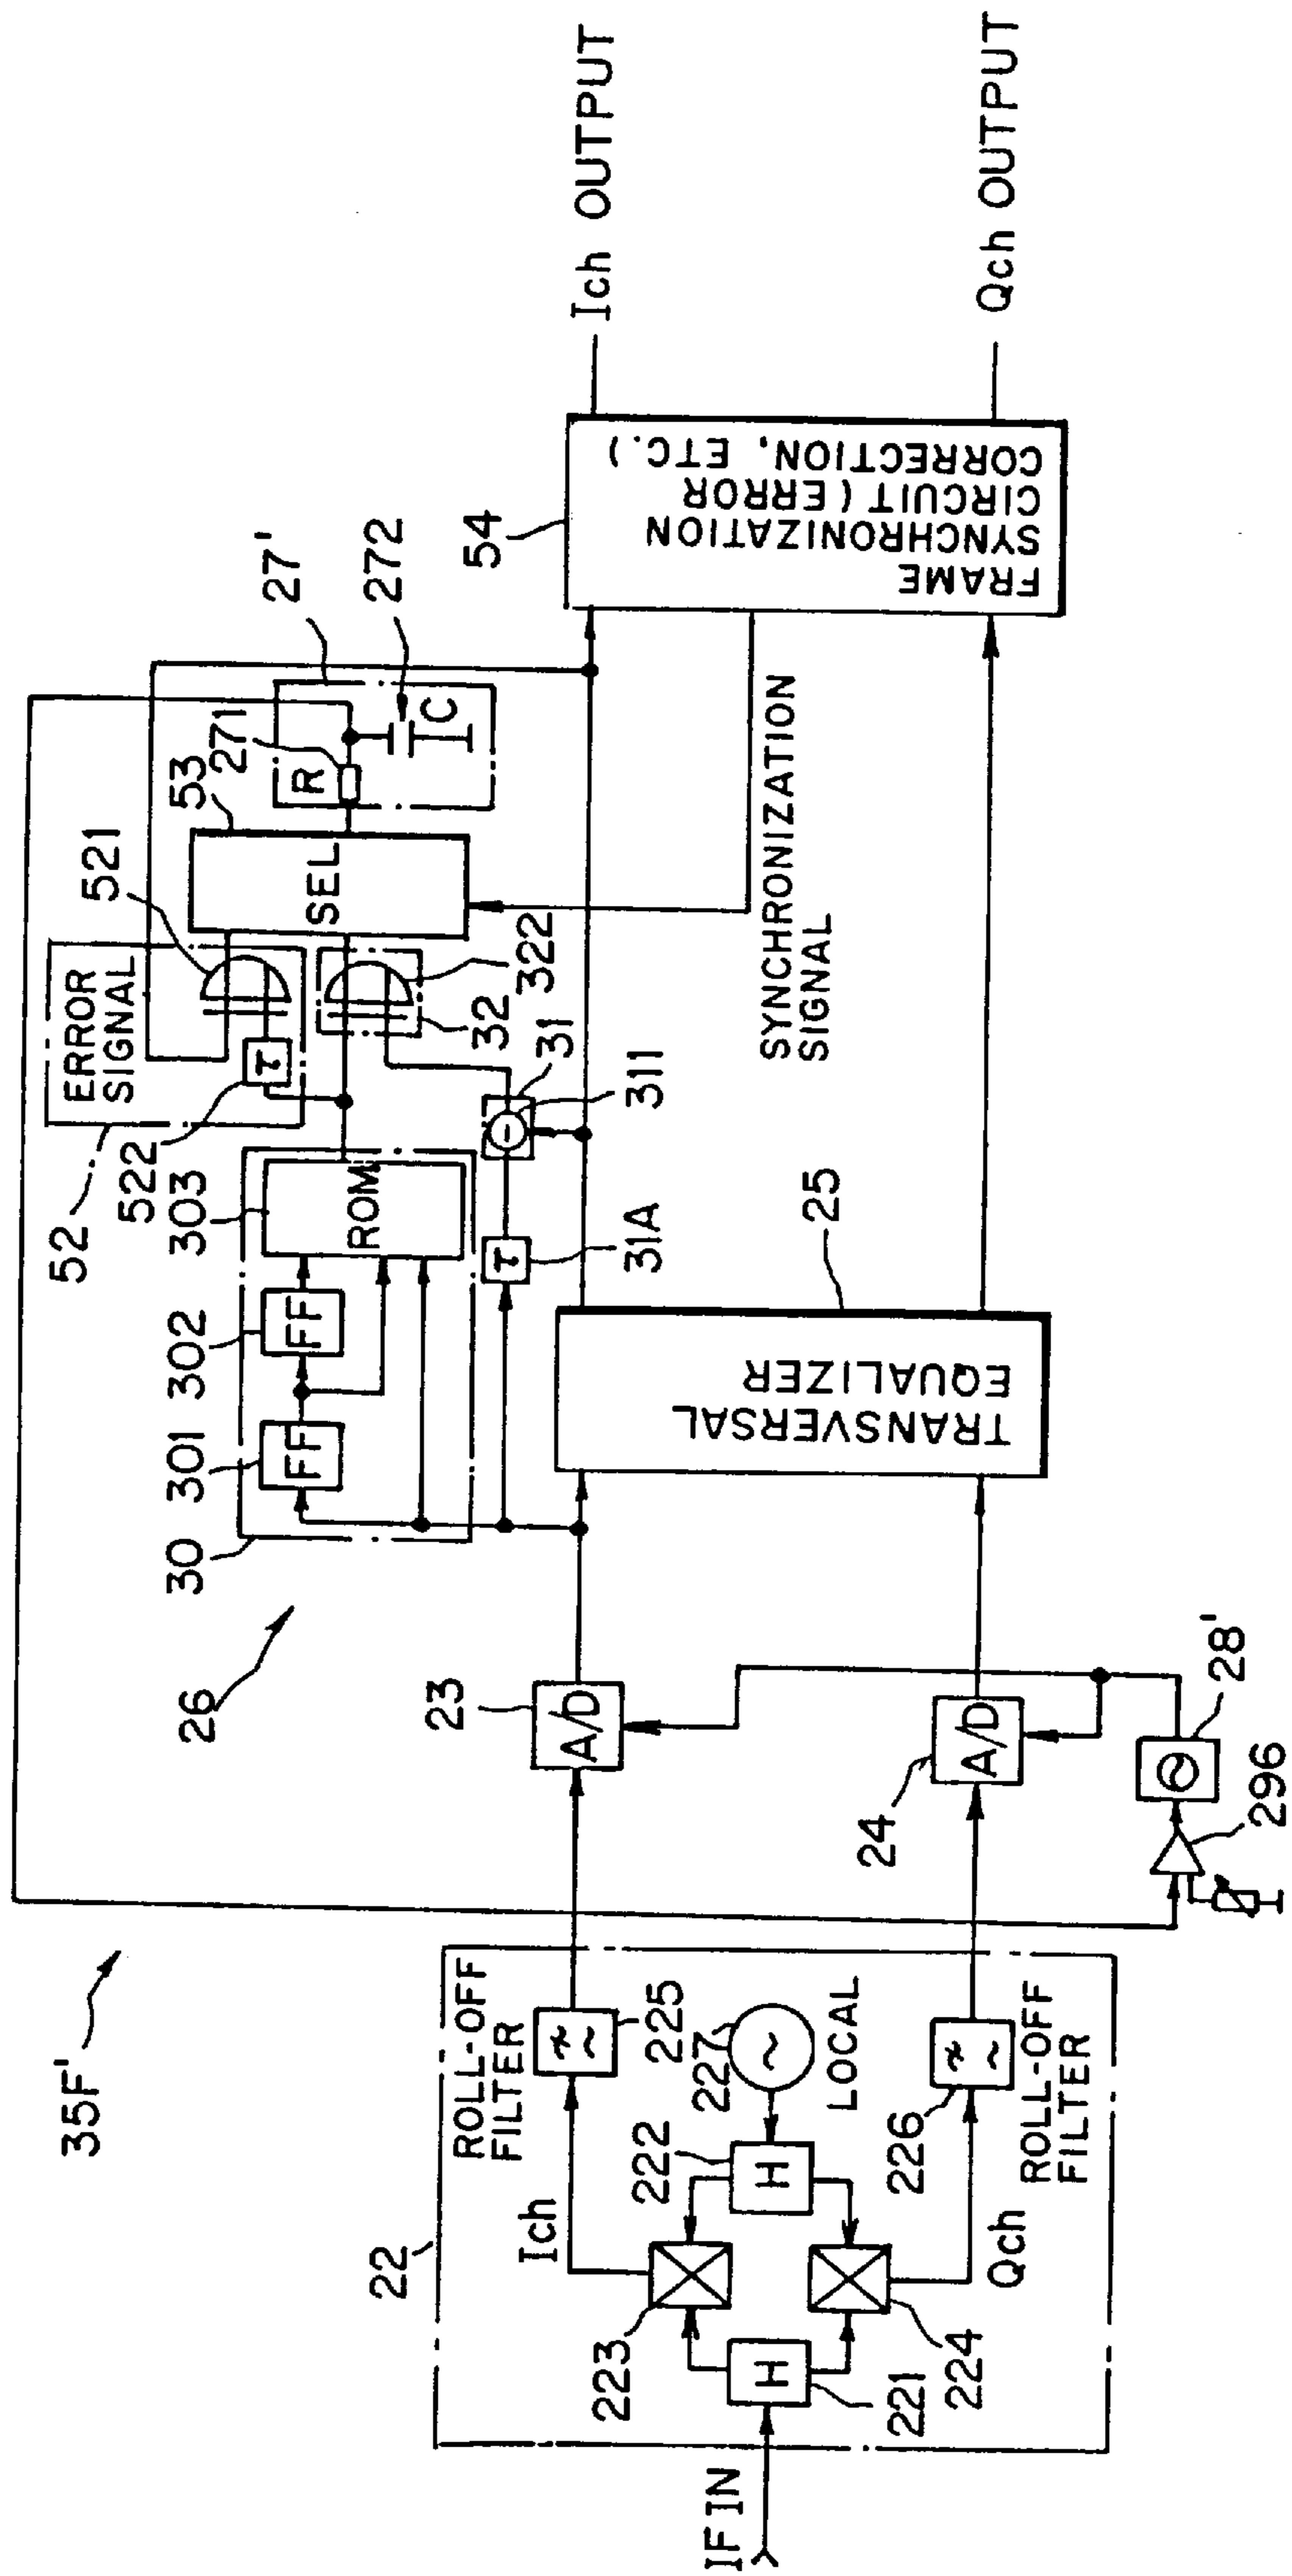 35F'
26
22
IF IN
221
H
223
224
222
H
227
~
LOCAL
Ich
Qch
ROLL-OFF
FILTER
225
226
ROLL-OFF
FILTER
23
A/D
24
A/D
28'
296
30
301
FF
302
FF
303
ROM
31A
τ
31
311
−
32
322
52
522
τ
ERROR
SIGNAL
521
53
SEL
271
R
27'
272
C
25
TRANSVERSAL
EQUALIZER
SYNCHRONIZATION
SIGNAL
54
FRAME
SYNCHRONIZATION
CIRCUIT (ERROR
CORRECTION, ETC.)
Ich OUTPUT
Qch OUTPUT